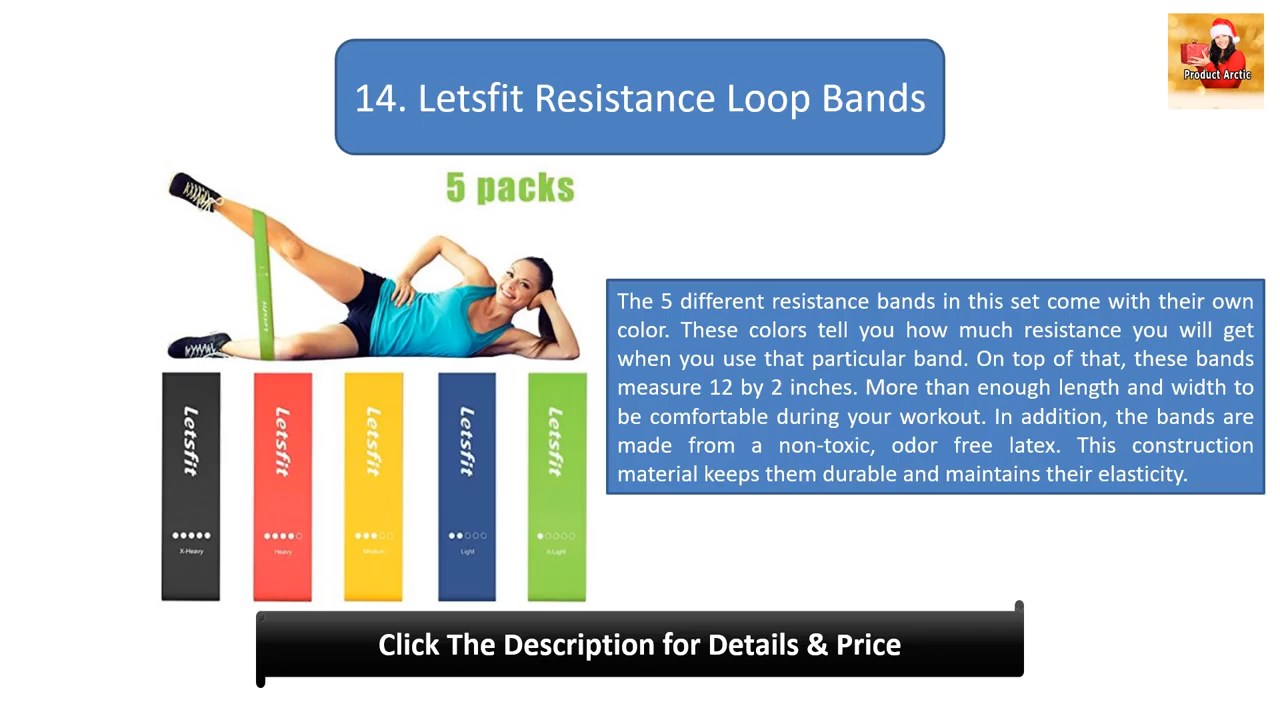 14. Letsfit Resistance Loop Bands
Product Arctic
5 packs
Letsfit
The 5 different resistance bands in this set come with their own
color. These colors tell you how much resistance you will get
when you use that particular band. On top of that, these bands
measure 12 by 2 inches. More than enough length and width to
be comfortable during your workout. In addition, the bands are
made from a non-toxic, odor free latex. This construction
material keeps them durable and maintains their elasticity.
Letsfit
Letsfit
Letsfit
Letsfit
Letsfit
X-Heavy
Heavy
Medium
Light
X-Light
Click The Description for Details & Price